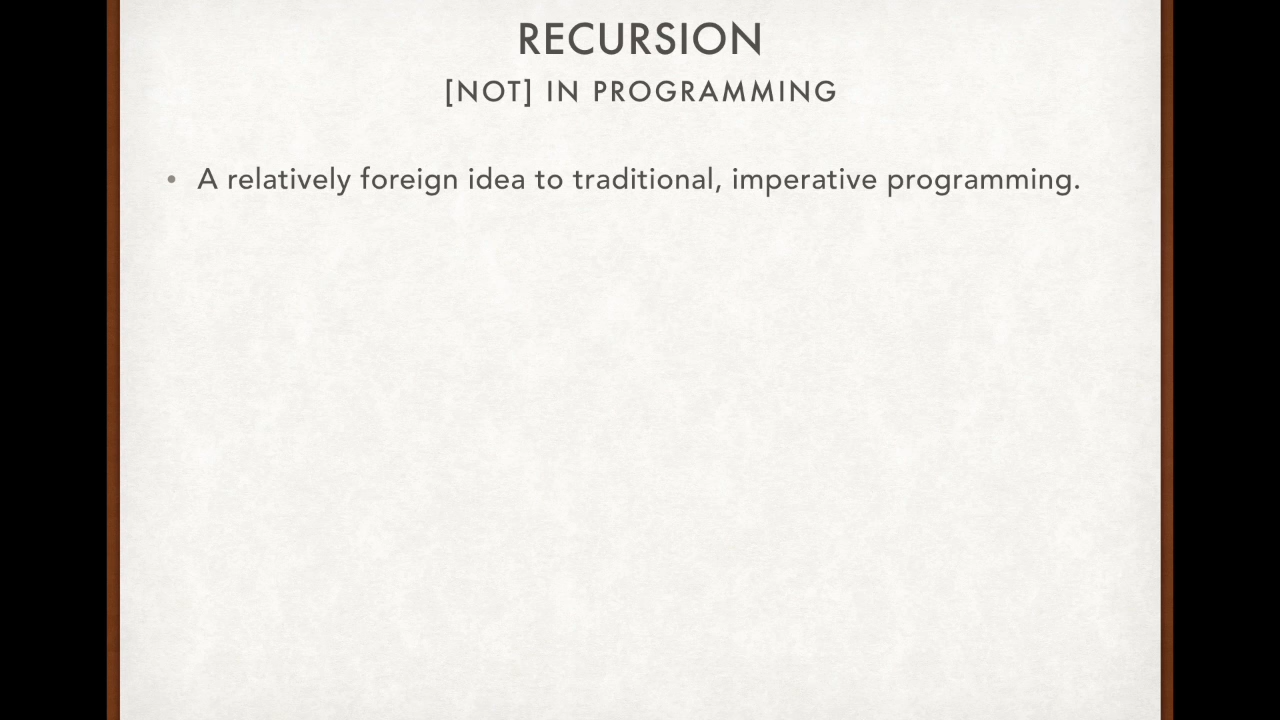 RECURSION
[NOT] IN PROGRAMMING
• A relatively foreign idea to traditional, imperative programming.